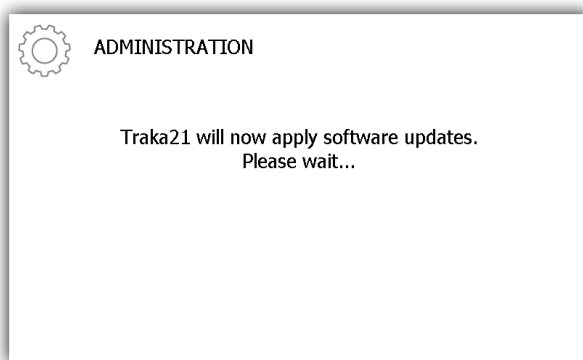 ADMINISTRATION
Traka21 will now apply software updates.
Please wait...